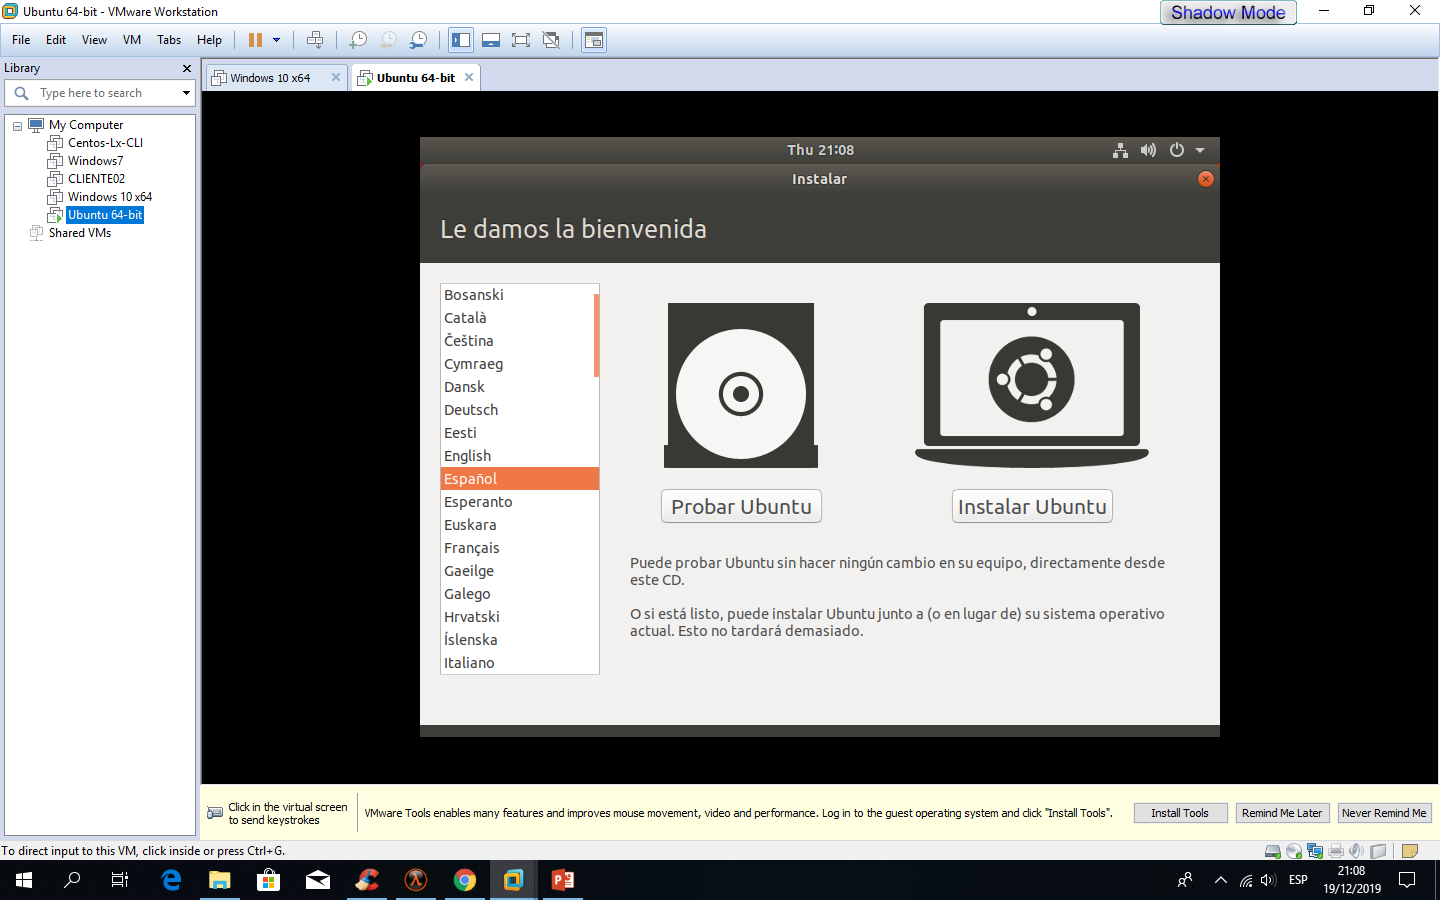 Ubuntu 64-bit - VMware Workstation
Shadow Mode
File Edit View VM Tabs Help
Library
Type here to search
My Computer
Centos-Lx-CLI
Windows7
CLIENTE02
Windows 10 x64
Ubuntu 64-bit
Shared VMs
Windows 10 x64
Ubuntu 64-bit
Thu 21:08
Instalar
Le damos la bienvenida
Bosanski
Català
Čeština
Cymraeg
Dansk
Deutsch
Eesti
English
Español
Esperanto
Euskara
Français
Gaeilge
Galego
Hrvatski
Íslenska
Italiano
Probar Ubuntu
Instalar Ubuntu
Puede probar Ubuntu sin hacer ningún cambio en su equipo, directamente desde
este CD.
O si está listo, puede instalar Ubuntu junto a (o en lugar de) su sistema operativo
actual. Esto no tardará demasiado.
Click in the virtual screen
to send keystrokes
VMware Tools enables many features and improves mouse movement, video and performance. Log in to the guest operating system and click "Install Tools".
Install Tools
Remind Me Later
Never Remind Me
To direct input to this VM, click inside or press Ctrl+G.
ESP
21:08
19/12/2019